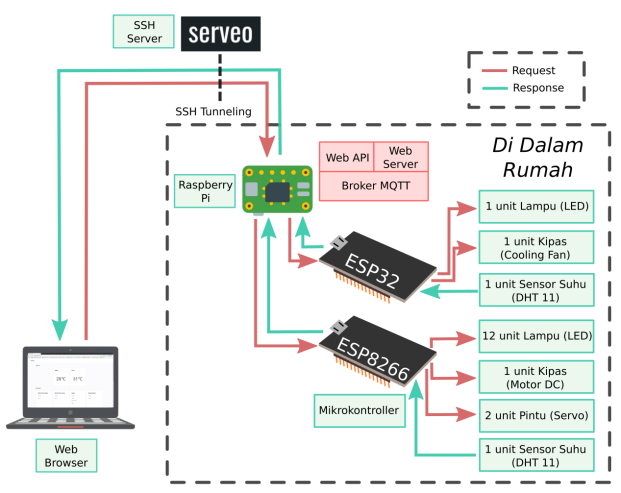 SSH
Server
serveo
SSH Tunneling
Request
Response
Di Dalam
Rumah
Raspberry
Pi
Web API
Web
Server
Broker MQTT
ESP32
1 unit Lampu (LED)
1 unit Kipas
(Cooling Fan)
1 unit Sensor Suhu
(DHT 11)
ESP8266
12 unit Lampu (LED)
1 unit Kipas
(Motor DC)
2 unit Pintu (Servo)
1 unit Sensor Suhu
(DHT 11)
Mikrokontroller
Web
Browser